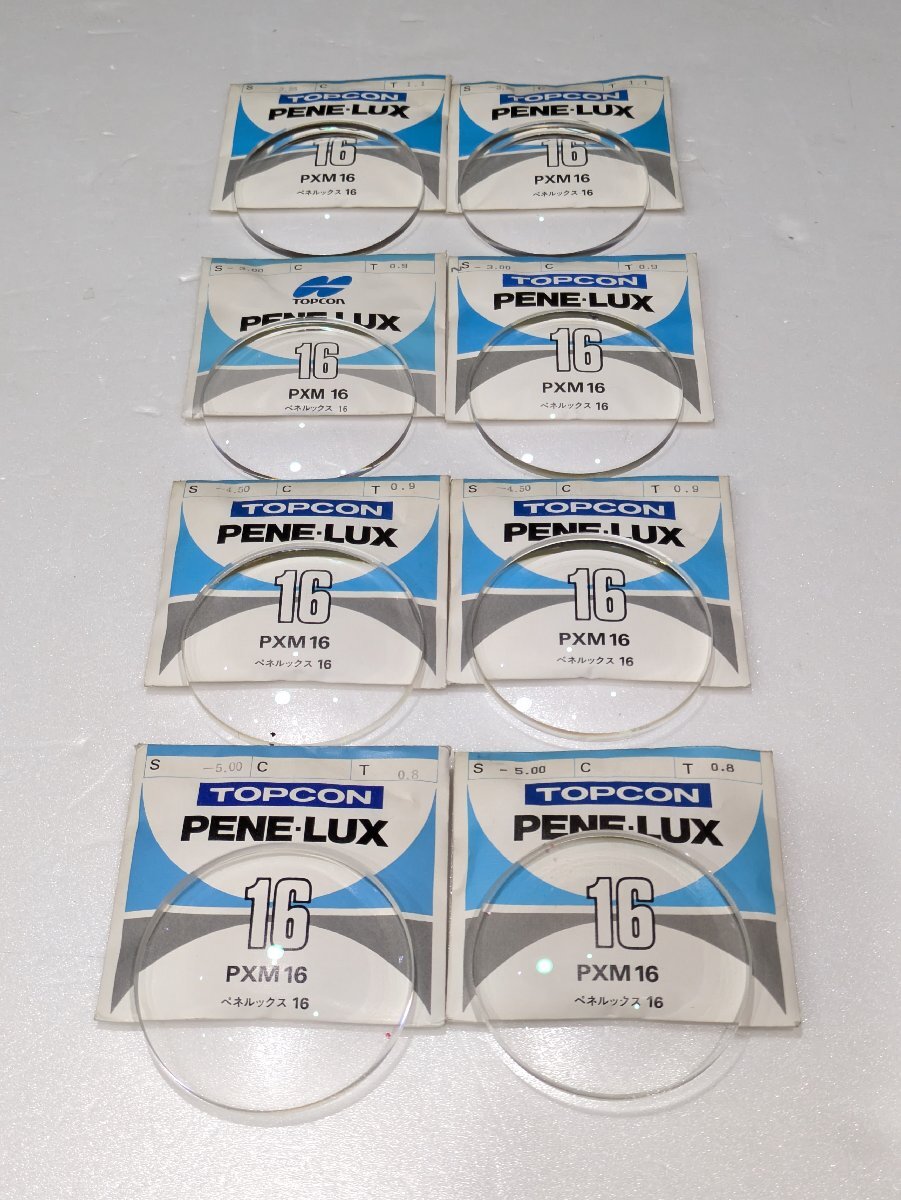 S C T 1.1
TOPCON
PENE·LUX
16
PXM 16
ペネルックス 16
S C T 1.1
TOPCON
PENE·LUX
16
PXM 16
ペネルックス 16
S -3.00 C T 0.9
TOPCON
PENE·LUX
16
PXM 16
ペネルックス 16
S -3.00 C T 0.9
TOPCON
PENE·LUX
16
PXM 16
ペネルックス 16
S -4.50 C T 0.9
TOPCON
PENE·LUX
16
PXM 16
ペネルックス 16
S -4.50 C T 0.9
TOPCON
PENE·LUX
16
PXM 16
ペネルックス 16
S -5.00 C T 0.8
TOPCON
PENE·LUX
16
PXM 16
ペネルックス 16
S -5.00 C T 0.8
TOPCON
PENE·LUX
16
PXM 16
ペネルックス 16